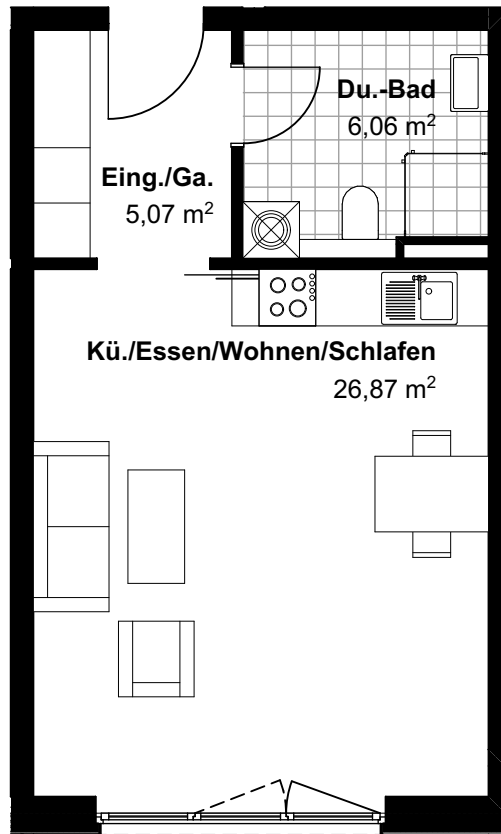 Du.-Bad
6,06 m²
Eing./Ga.
5,07 m²
Kü./Essen/Wohnen/Schlafen
26,87 m²